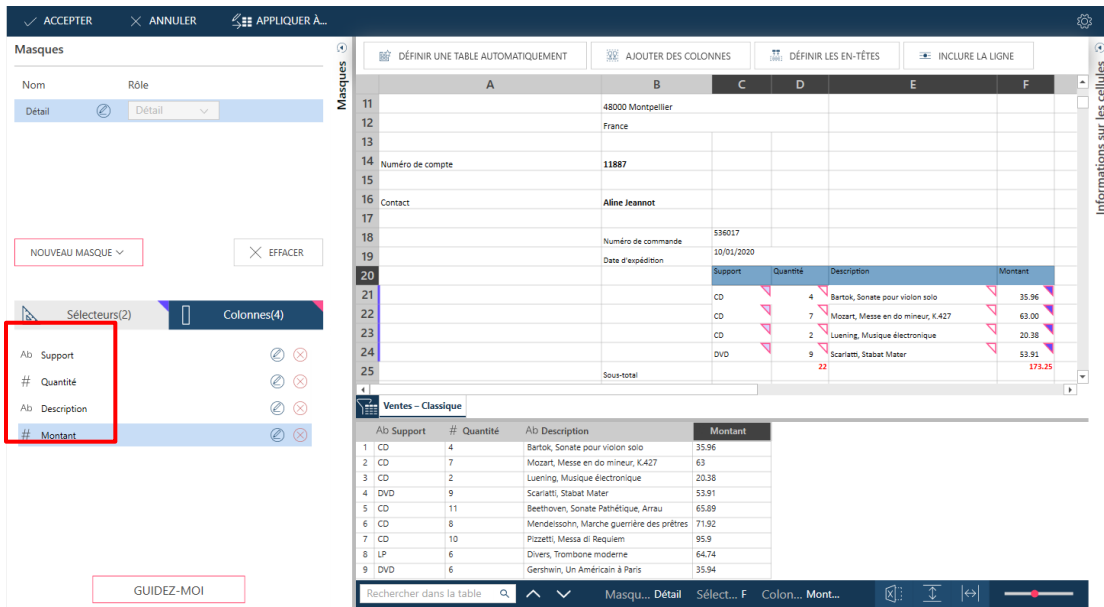 ACCEPTER ANNULER APPLIQUER À...
Masques
Nom Rôle
Détail Détail
NOUVEAU MASQUE EFFACER
Sélecteurs(2) Colonnes(4)
Ab Support
# Quantité
Ab Description
# Montant
GUIDEZ-MOI
Masques
DÉFINIR UNE TABLE AUTOMATIQUEMENT AJOUTER DES COLONNES DÉFINIR LES EN-TÊTES INCLURE LA LIGNE
A B C D E F
11 48000 Montpellier
12 France
13
14 Numéro de compte 11887
15
16 Contact Aline Jeannot
17
18 Numéro de commande 536017
19 Date d'expédition 10/01/2020
20 Support Quantité Description Montant
21 CD 4 Bartok, Sonate pour violon solo 35.96
22 CD 7 Mozart, Messe en do mineur, K.427 63.00
23 CD 2 Luening, Musique électronique 20.38
24 DVD 9 Scarlatti, Stabat Mater 53.91
25 Sous-total 22 173.25
Informations sur les cellules
Ventes – Classique
Ab Support # Quantité Ab Description Montant
1 CD 4 Bartok, Sonate pour violon solo 35.96
2 CD 7 Mozart, Messe en do mineur, K.427 63
3 CD 2 Luening, Musique électronique 20.38
4 DVD 9 Scarlatti, Stabat Mater 53.91
5 CD 11 Beethoven, Sonate Pathétique, Arrau 65.89
6 CD 8 Mendelssohn, Marche guerrière des prêtres 71.92
7 CD 10 Pizzetti, Messa di Requiem 95.9
8 LP 6 Divers, Trombone moderne 64.74
9 DVD 6 Gershwin, Un Américain à Paris 35.94
Rechercher dans la table Masqu... Détail Sélect... F Colon... Mont...